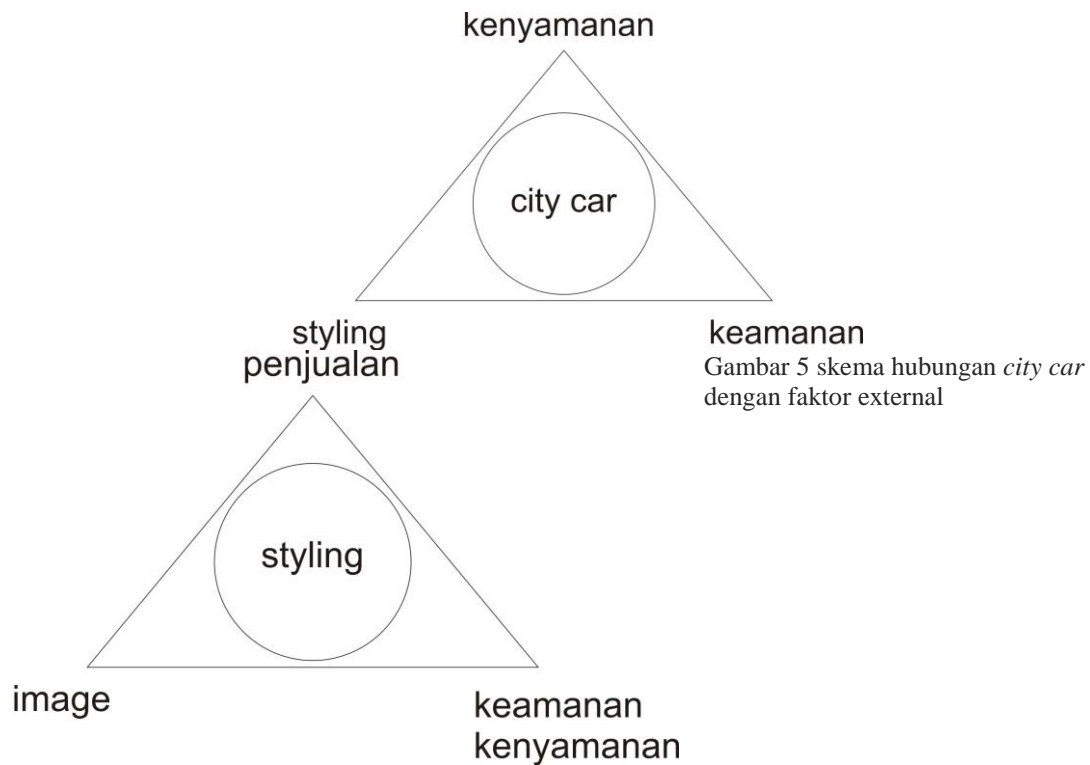 kenyamanan
city car
styling
keamanan
Gambar 5 skema hubungan city car
dengan faktor external
penjualan
styling
image
keamanan
kenyamanan